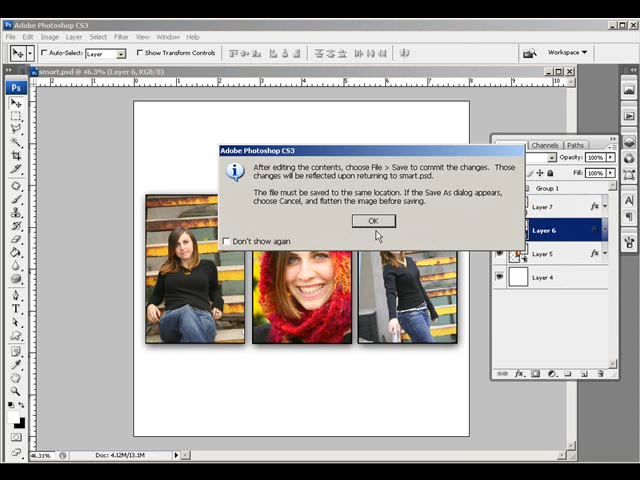 Adobe Photoshop CS3
File Edit Image Layer Select Filter View Window Help
Auto-Select: Layer Show Transform Controls Workspace
smart.psd @ 46.3% (Layer 6, RGB/8)
Ps
Adobe Photoshop CS3
After editing the contents, choose File > Save to commit the changes. Those
changes will be reflected upon returning to smart.psd.
The file must be saved to the same location. If the Save As dialog appears,
choose Cancel, and flatten the image before saving.
OK
Don't show again
Channels Paths
Opacity: 100%
Fill: 100%
Group 1
Layer 7 fx
Layer 6
Layer 5 fx
Layer 4
46.31% Doc: 4.12M/13.1M